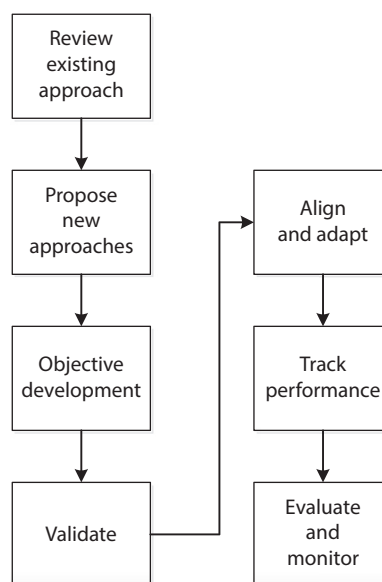 Review
existing
approach
Propose
new
approaches
Objective
development
Validate
Align
and adapt
Track
performance
Evaluate
and
monitor